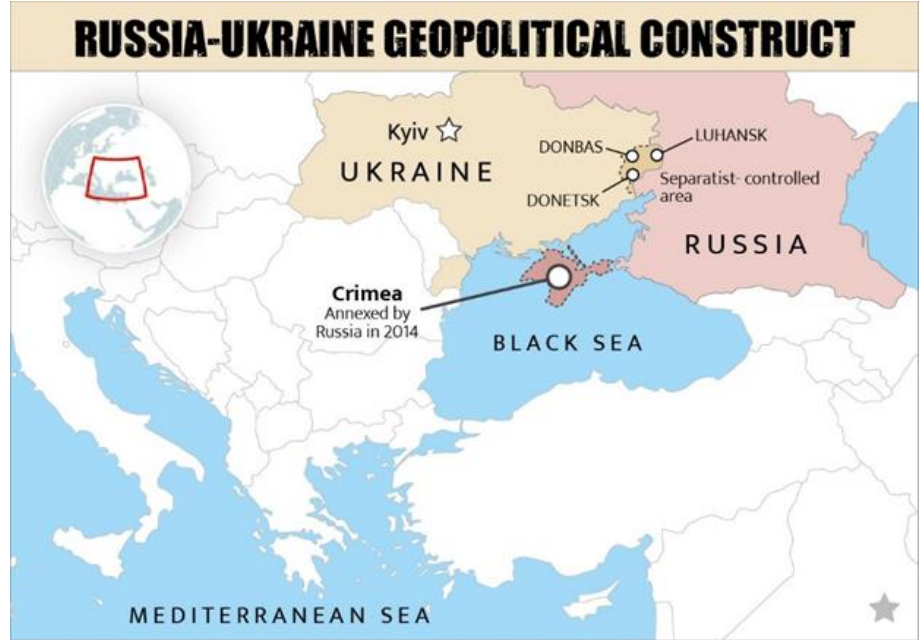 RUSSIA-UKRAINE GEOPOLITICAL CONSTRUCT
Kyiv
UKRAINE
DONBAS
LUHANSK
DONETSK
Separatist- controlled
area
RUSSIA
Crimea
Annexed by
Russia in 2014
BLACK SEA
MEDITERRANEAN SEA